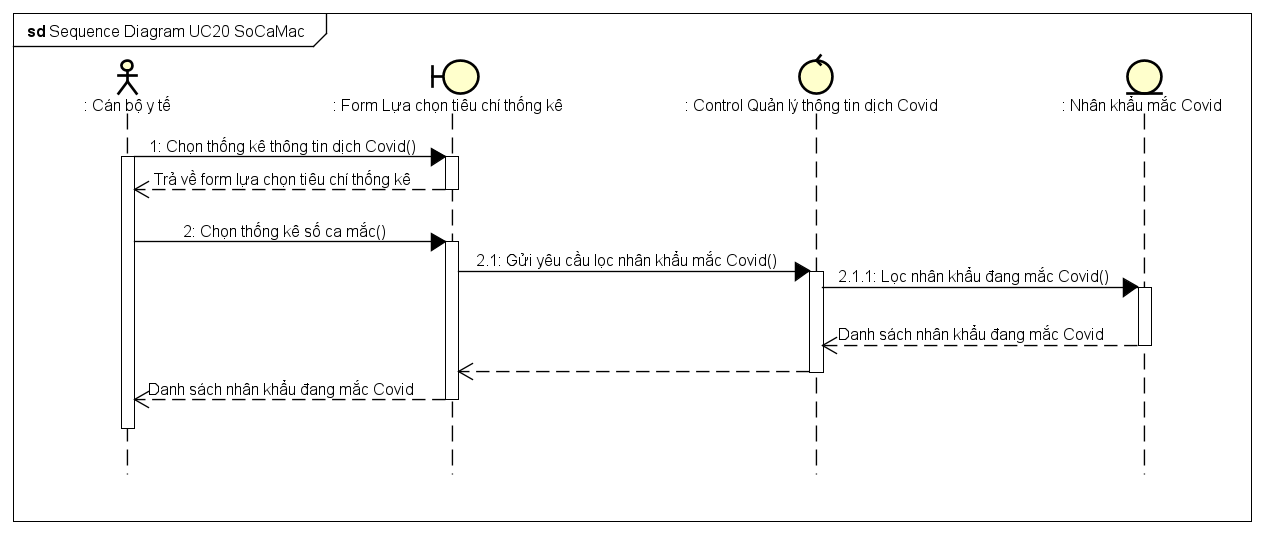 sd Sequence Diagram UC20 SoCaMac
: Cán bộ y tế
: Form Lựa chọn tiêu chí thống kê
: Control Quản lý thông tin dịch Covid
: Nhân khẩu mắc Covid
1: Chọn thống kê thông tin dịch Covid()
Trả về form lựa chọn tiêu chí thống kê
2: Chọn thống kê số ca mắc()
2.1: Gửi yêu cầu lọc nhân khẩu mắc Covid()
2.1.1: Lọc nhân khẩu đang mắc Covid()
Danh sách nhân khẩu đang mắc Covid
Danh sách nhân khẩu đang mắc Covid